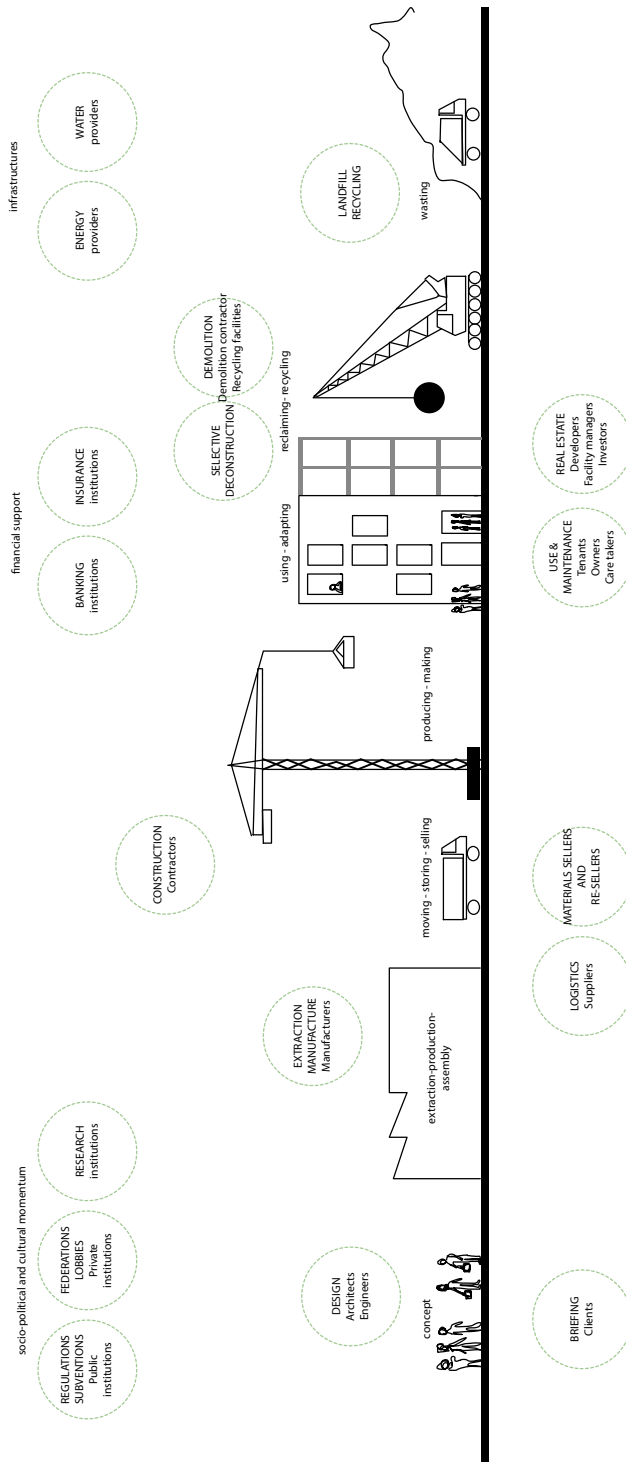 socio-political and cultural momentum
financial support
infrastructures
REGULATIONS
SUBVENTIONS
Public
institutions
FEDERATIONS
LOBBIES
Private
institutions
RESEARCH
institutions
BANKING
institutions
INSURANCE
institutions
ENERGY
providers
WATER
providers
DESIGN
Architects
Engineers
EXTRACTION
MANUFACTURE
Manufacturers
CONSTRUCTION
Contractors
SELECTIVE
DECONSTRUCTION
DEMOLITION
Demolition contractor
Recycling facilities
LANDFILL
RECYCLING
concept
extraction-production-
assembly
moving - storing - selling
producing - making
using - adapting
reclaiming- recycling
wasting
BRIEFING
Clients
LOGISTICS
Suppliers
MATERIALS SELLERS
AND
RE-SELLERS
USE &
MAINTENANCE
Tenants
Owners
Care takers
REAL ESTATE
Developers
Facility managers
Investors